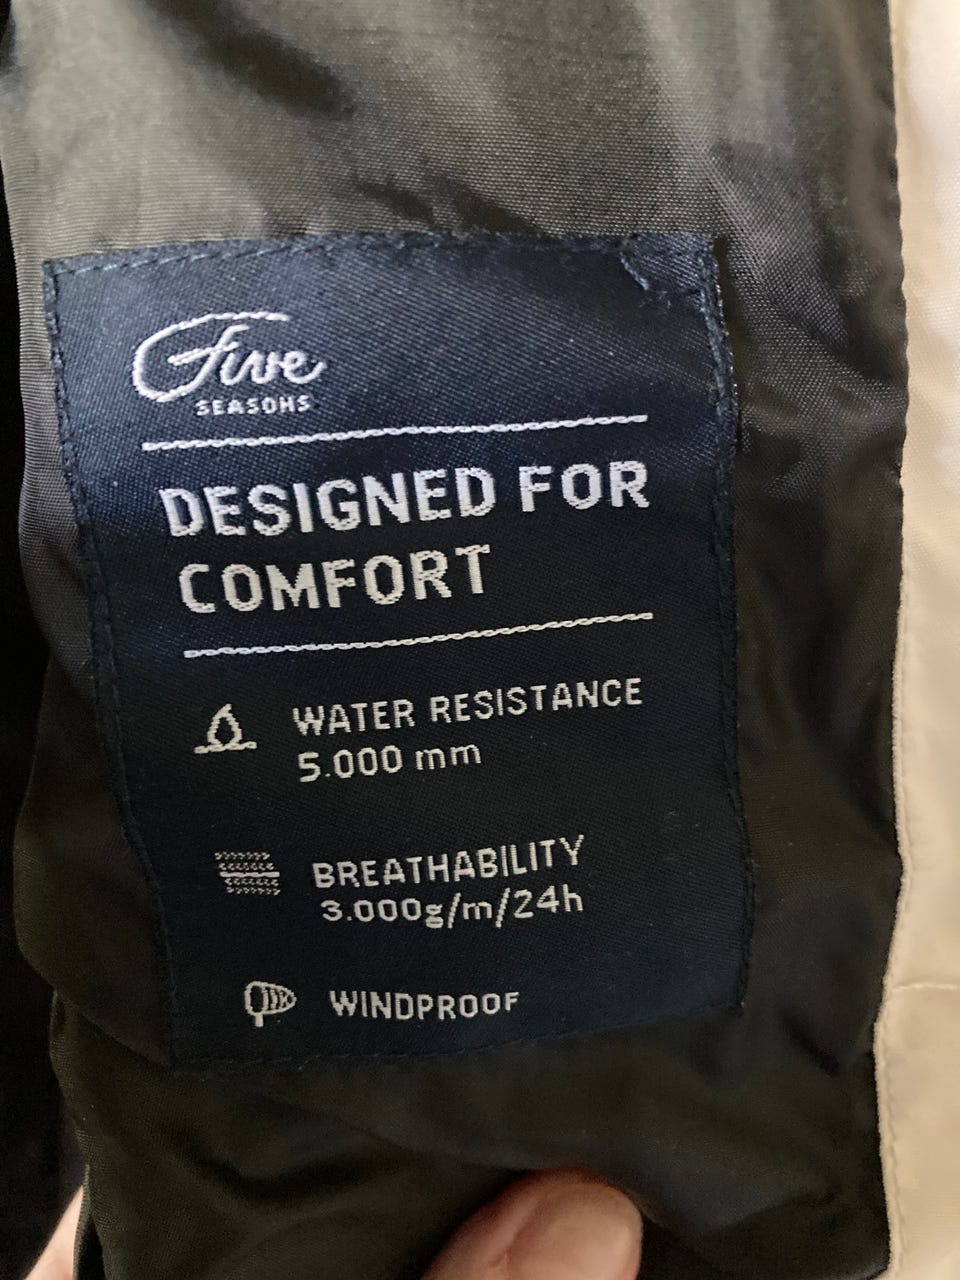 Five
SEASONS
DESIGNED FOR
COMFORT
WATER RESISTANCE
5.000 mm
BREATHABILITY
3.000g/m/24h
WINDPROOF